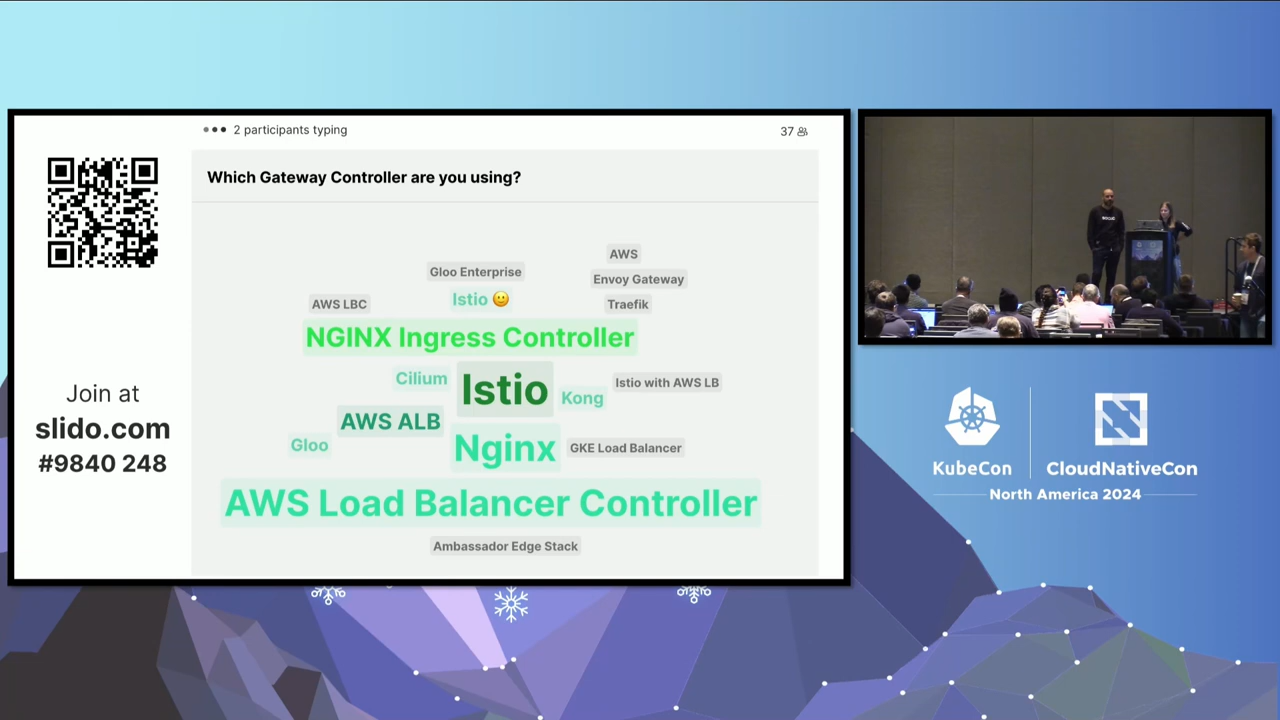 2 participants typing
37
Which Gateway Controller are you using?
AWS
Gloo Enterprise
Envoy Gateway
Istio 🙂
AWS LBC
Traefik
NGINX Ingress Controller
Cilium
Istio
Kong
Istio with AWS LB
AWS ALB
Gloo
Nginx
GKE Load Balancer
AWS Load Balancer Controller
Ambassador Edge Stack
Join at
slido.com
#9840 248
KubeCon
CloudNativeCon
North America 2024